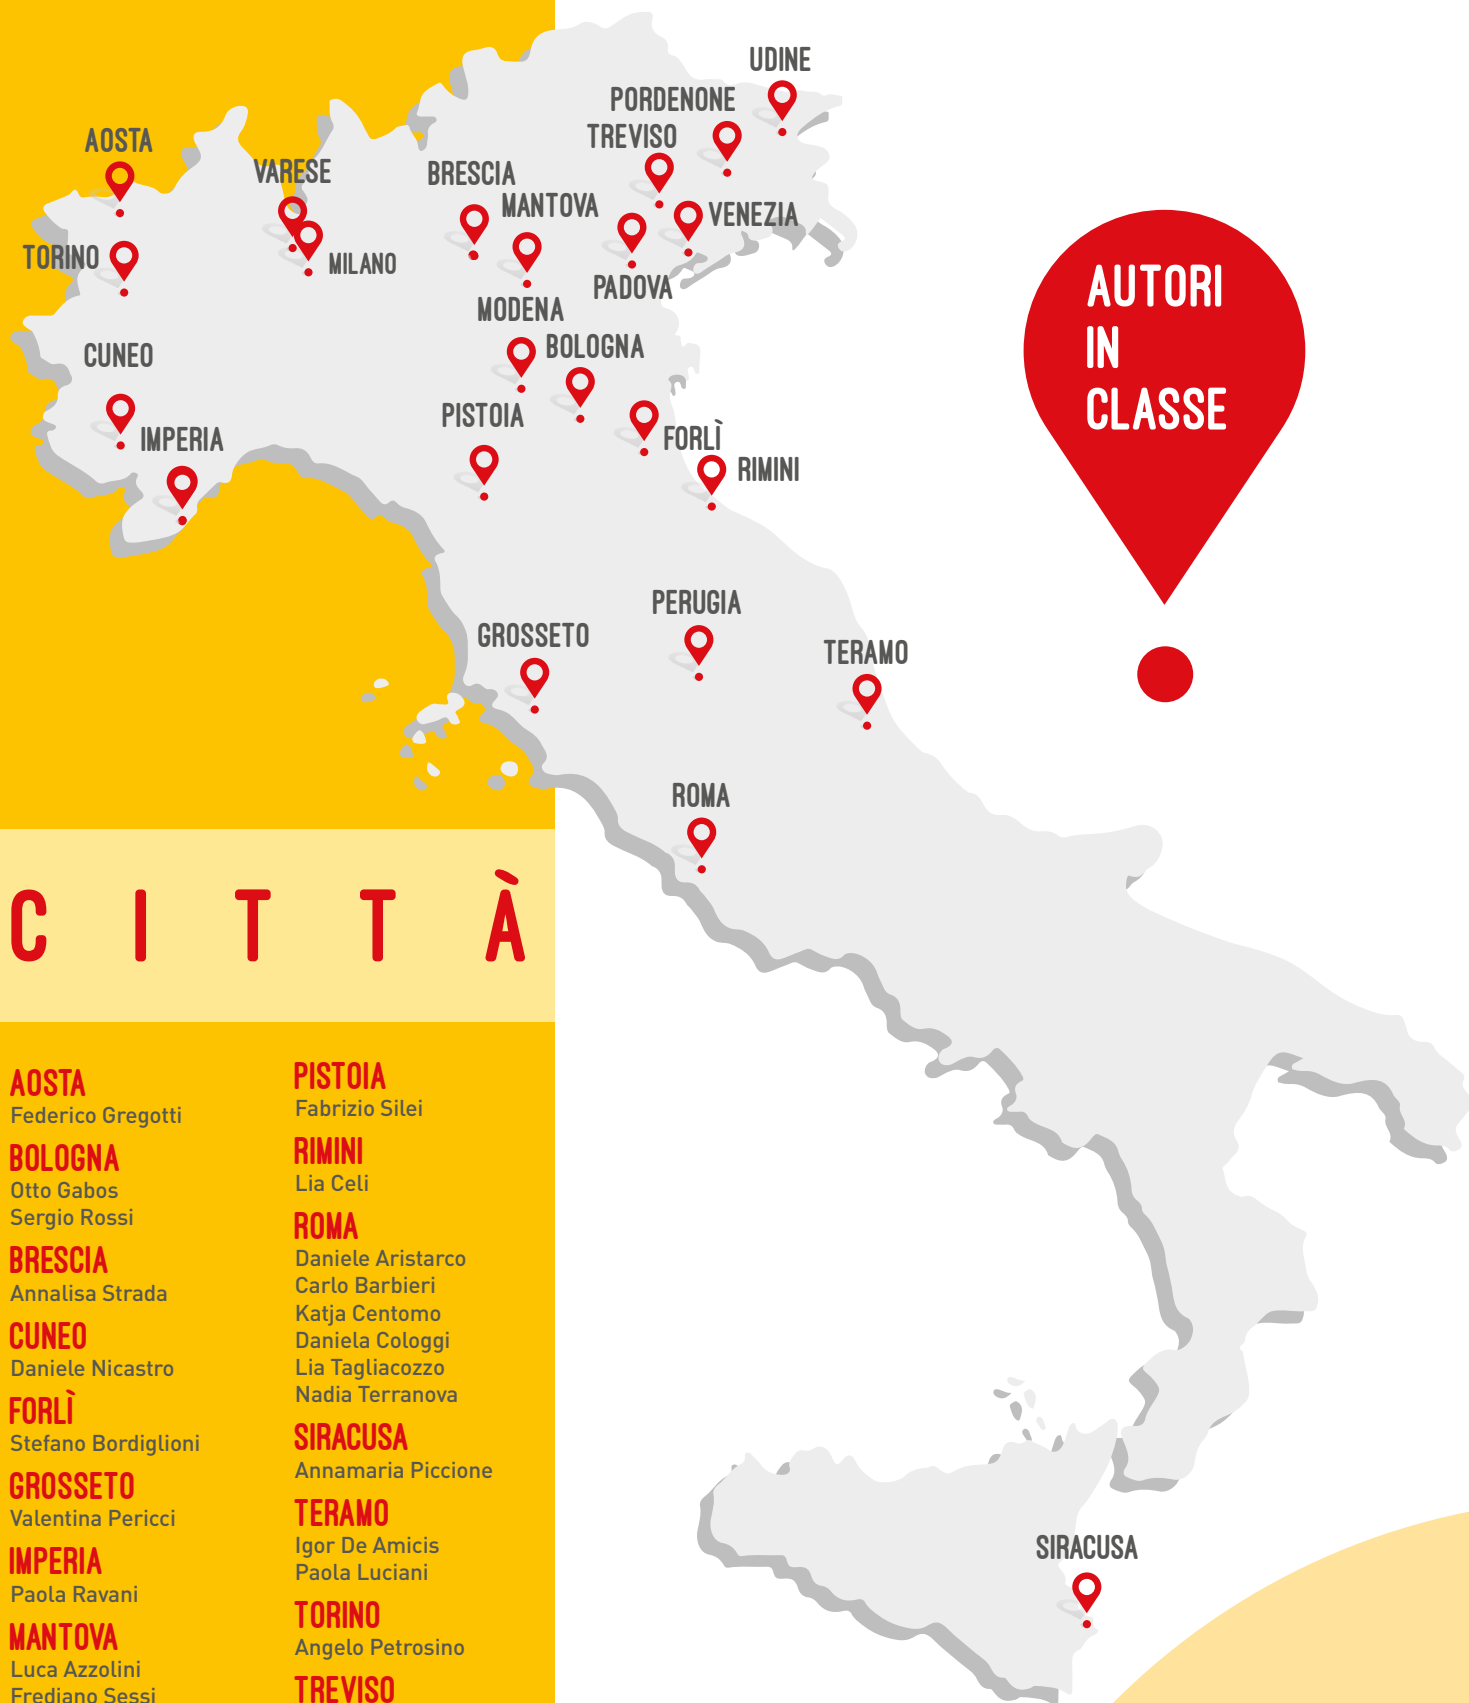 UDINE
PORDENONE
TREVISO
AOSTA
VARESE
BRESCIA
MANTOVA
VENEZIA
TORINO
MILANO
PADOVA
MODENA
BOLOGNA
CUNEO
PISTOIA
IMPERIA
FORLÌ
RIMINI
PERUGIA
GROSSETO
TERAMO
ROMA
SIRACUSA
AUTORI
IN
CLASSE
CITTÀ
AOSTA
Federico Gregotti
BOLOGNA
Otto Gabos
Sergio Rossi
BRESCIA
Annalisa Strada
CUNEO
Daniele Nicastro
FORLÌ
Stefano Bordiglioni
GROSSETO
Valentina Pericci
IMPERIA
Paola Ravani
MANTOVA
Luca Azzolini
Frediano Sessi
PISTOIA
Fabrizio Silei
RIMINI
Lia Celi
ROMA
Daniele Aristarco
Carlo Barbieri
Katja Centomo
Daniela Cologgi
Lia Tagliacozzo
Nadia Terranova
SIRACUSA
Annamaria Piccione
TERAMO
Igor De Amicis
Paola Luciani
TORINO
Angelo Petrosino
TREVISO